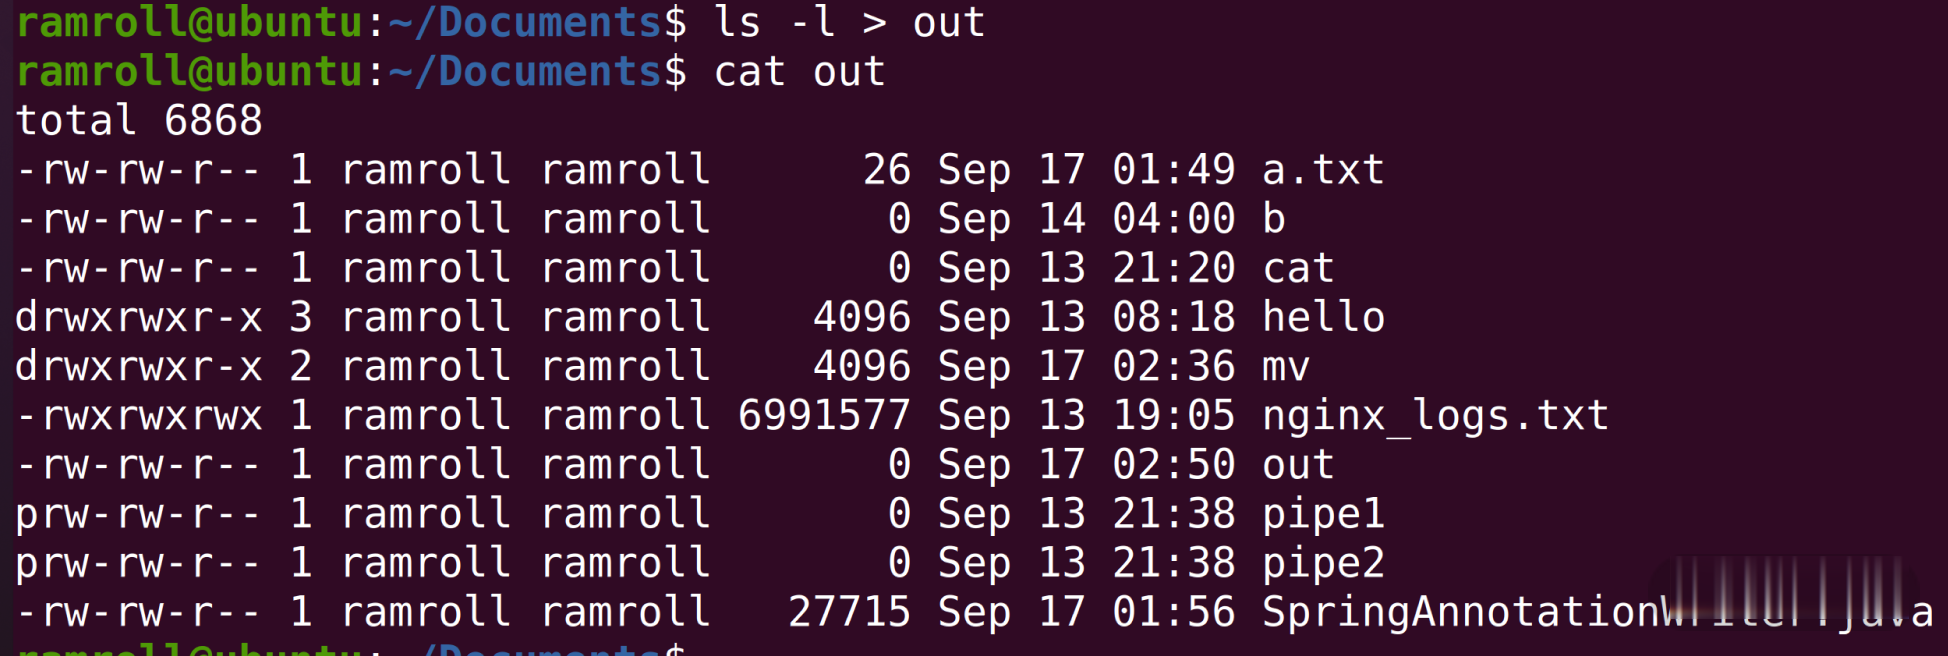 ramroll@ubuntu:~/Documents$ ls -l > out
ramroll@ubuntu:~/Documents$ cat out
total 6868
-rw-rw-r-- 1 ramroll ramroll      26 Sep 17 01:49 a.txt
-rw-rw-r-- 1 ramroll ramroll       0 Sep 14 04:00 b
-rw-rw-r-- 1 ramroll ramroll       0 Sep 13 21:20 cat
drwxrwxr-x 3 ramroll ramroll    4096 Sep 13 08:18 hello
drwxrwxr-x 2 ramroll ramroll    4096 Sep 17 02:36 mv
-rwxrwxrwx 1 ramroll ramroll 6991577 Sep 13 19:05 nginx_logs.txt
-rw-rw-r-- 1 ramroll ramroll       0 Sep 17 02:50 out
prw-rw-r-- 1 ramroll ramroll       0 Sep 13 21:38 pipe1
prw-rw-r-- 1 ramroll ramroll       0 Sep 13 21:38 pipe2
-rw-rw-r-- 1 ramroll ramroll   27715 Sep 17 01:56 SpringAnnotationWriter.java
ramroll@ubuntu:~/Documents$